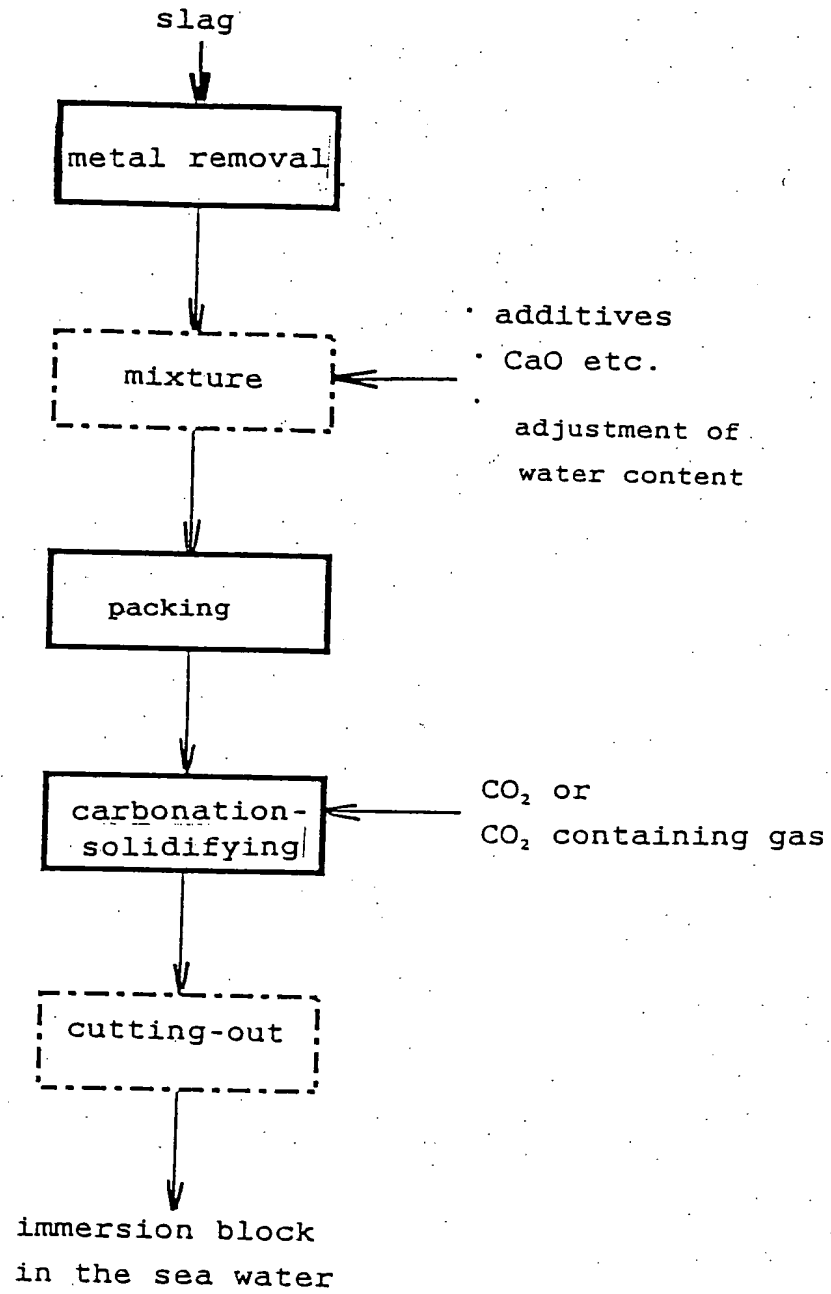 slag
metal removal
· additives
mixture
· CaO etc.
·
adjustment of
water content
packing
carbonation-
solidifying
CO₂ or
CO₂ containing gas
cutting-out
immersion block
in the sea water